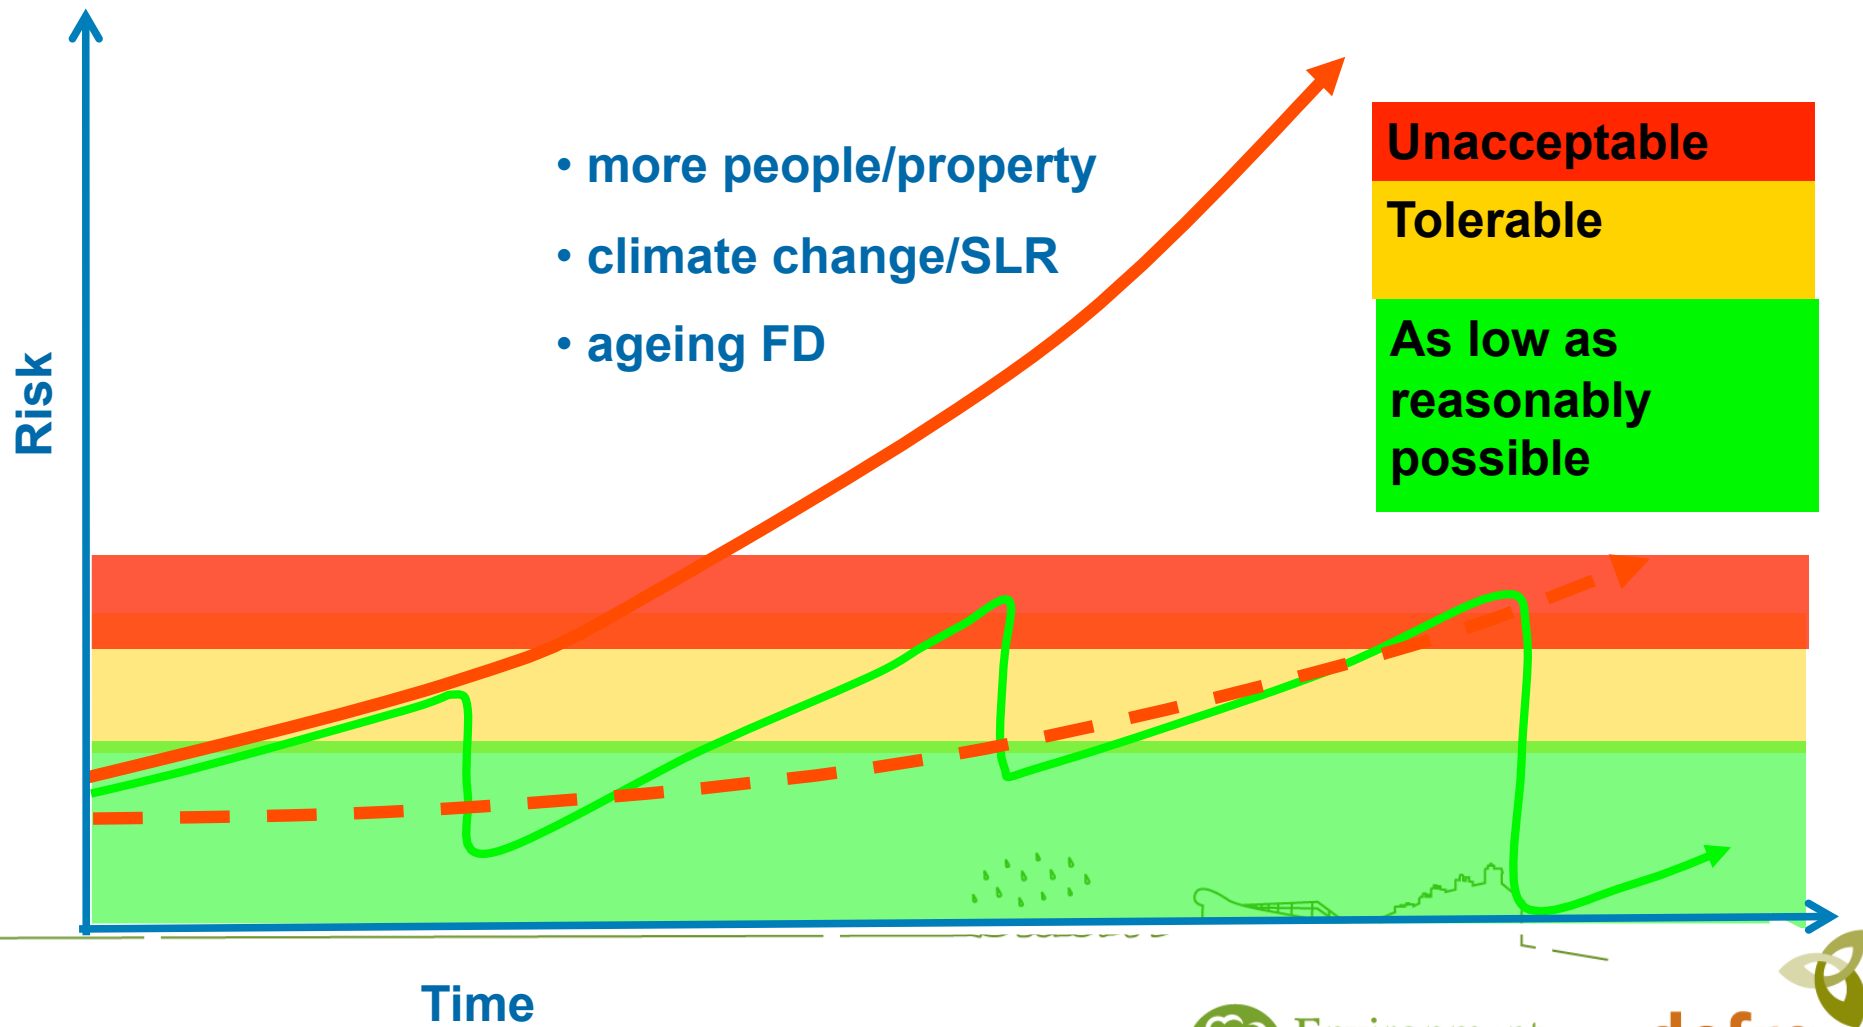 • more people/property
• climate change/SLR
• ageing FD
Unacceptable
Tolerable
As low as
reasonably
possible
Risk
Time